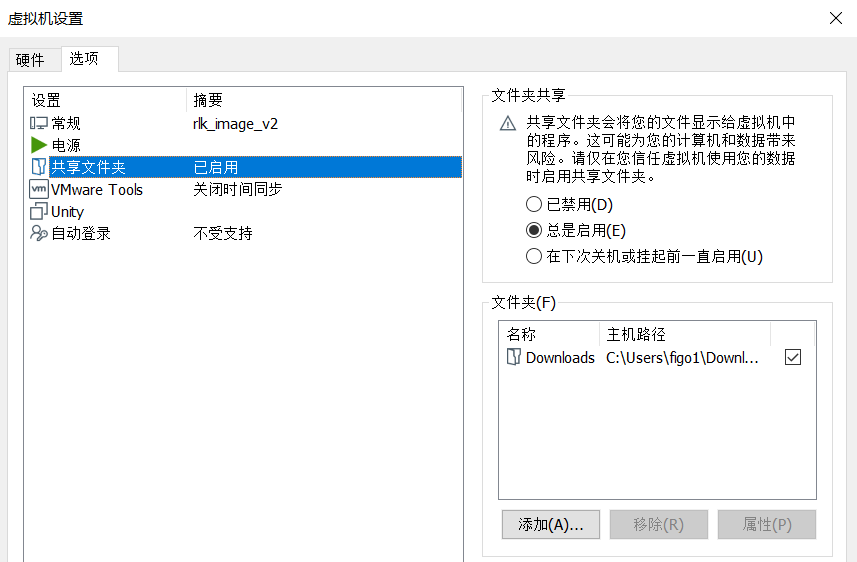 虚拟机设置
硬件 选项
设置 摘要
常规 rlk_image_v2
电源
共享文件夹 已启用
VMware Tools 关闭时间同步
Unity
自动登录 不受支持
文件夹共享
共享文件夹会将您的文件显示给虚拟机中
的程序。这可能为您的计算机和数据带来
风险。请仅在您信任虚拟机使用您的数据
时启用共享文件夹。
已禁用(D)
总是启用(E)
在下次关机或挂起前一直启用(U)
文件夹(F)
名称 主机路径
Downloads C:\Users\figo1\Downl...
添加(A)... 移除(R) 属性(P)